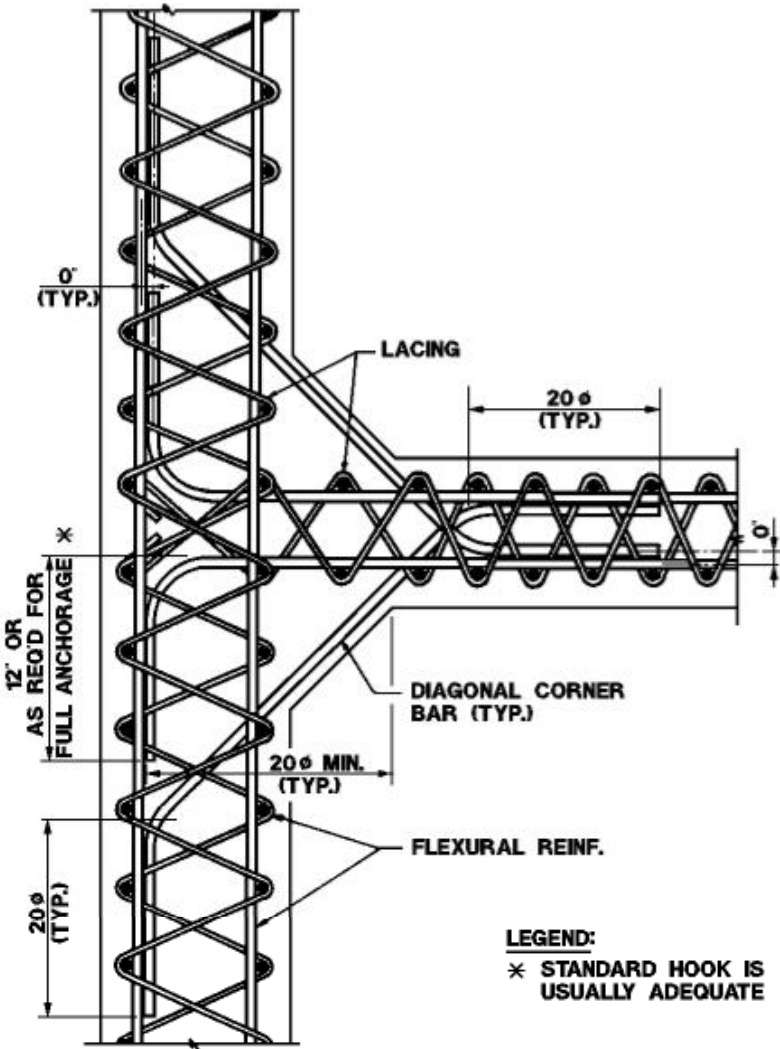 0"
(TYP.)
LACING
20 ø
(TYP.)
0"
12" OR
AS REQ'D FOR
FULL ANCHORAGE *
DIAGONAL CORNER
BAR (TYP.)
20 ø MIN.
(TYP.)
FLEXURAL REINF.
20 ø
(TYP.)
LEGEND:
* STANDARD HOOK IS
USUALLY ADEQUATE